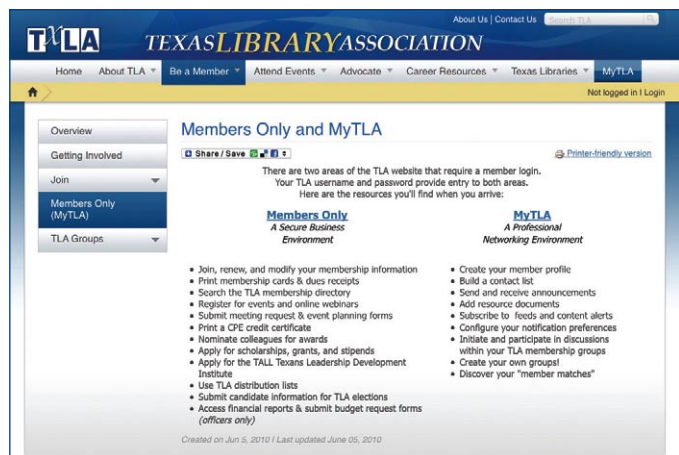 About Us | Contact Us Search TLA
TXLA TEXAS LIBRARY ASSOCIATION
Home About TLA Be a Member Attend Events Advocate Career Resources Texas Libraries MyTLA
Not logged in | Login
Overview
Getting Involved
Join
Members Only
(MyTLA)
TLA Groups
Members Only and MyTLA
Share / Save
Printer-friendly version
There are two areas of the TLA website that require a member login.
Your TLA username and password provide entry to both areas.
Here are the resources you'll find when you arrive:
Members Only
A Secure Business
Environment
• Join, renew, and modify your membership information
• Print membership cards & dues receipts
• Search the TLA membership directory
• Register for events and online webinars
• Submit meeting request & event planning forms
• Print a CPE credit certificate
• Nominate colleagues for awards
• Apply for scholarships, grants, and stipends
• Apply for the TALL Texans Leadership Development
Institute
• Use TLA distribution lists
• Submit candidate information for TLA elections
• Access financial reports & submit budget request forms
(officers only)
MyTLA
A Professional
Networking Environment
• Create your member profile
• Build a contact list
• Send and receive announcements
• Add resource documents
• Subscribe to feeds and content alerts
• Configure your notification preferences
• Initiate and participate in discussions
within your TLA membership groups
• Create your own groups!
• Discover your "member matches"
Created on Jun 5, 2010 | Last updated June 05, 2010